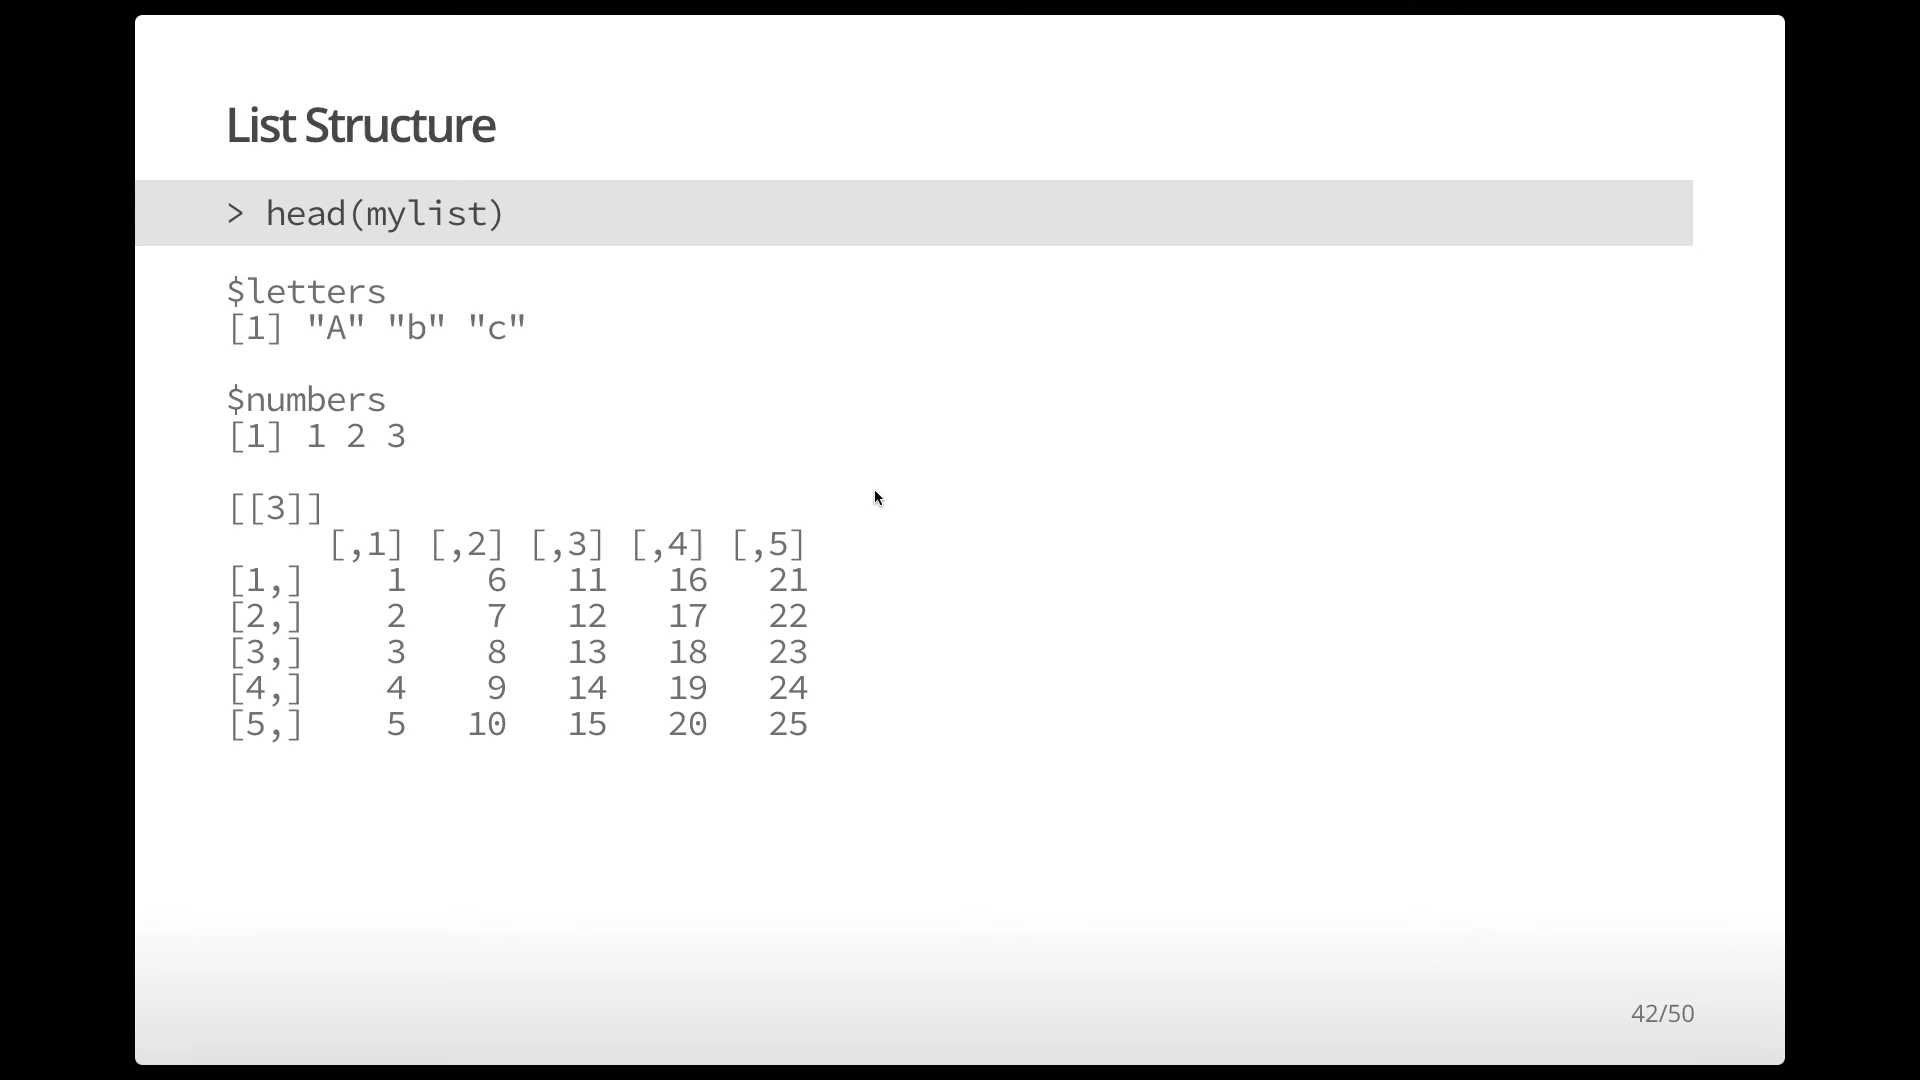 List Structure
> head(mylist)
$letters
[1] "A" "b" "c"
$numbers
[1] 1 2 3
[[3]]
     [,1] [,2] [,3] [,4] [,5]
[1,]    1    6   11   16   21
[2,]    2    7   12   17   22
[3,]    3    8   13   18   23
[4,]    4    9   14   19   24
[5,]    5   10   15   20   25
42/50